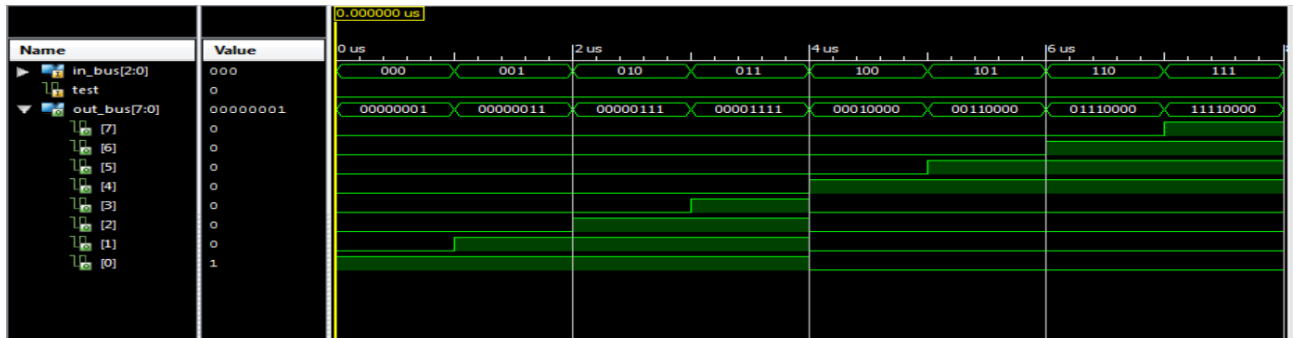 0.000000 us
Name Value 0 us 2 us 4 us 6 us 8
in_bus[2:0] 000 000 001 010 011 100 101 110 111
test 0
out_bus[7:0] 00000001 00000001 00000011 00000111 00001111 00010000 00110000 01110000 11110000
[7] 0
[6] 0
[5] 0
[4] 0
[3] 0
[2] 0
[1] 0
[0] 1